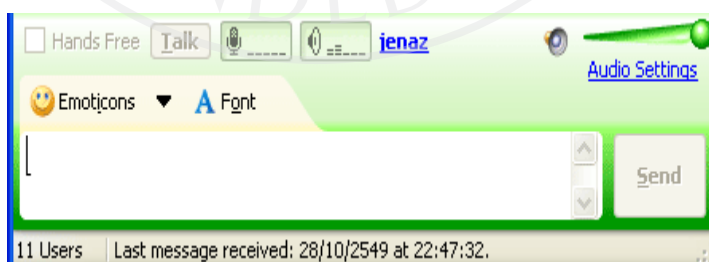 Hands Free Talk jenaz
Audio Settings
Emoticons Font
Send
11 Users Last message received: 28/10/2549 at 22:47:32.